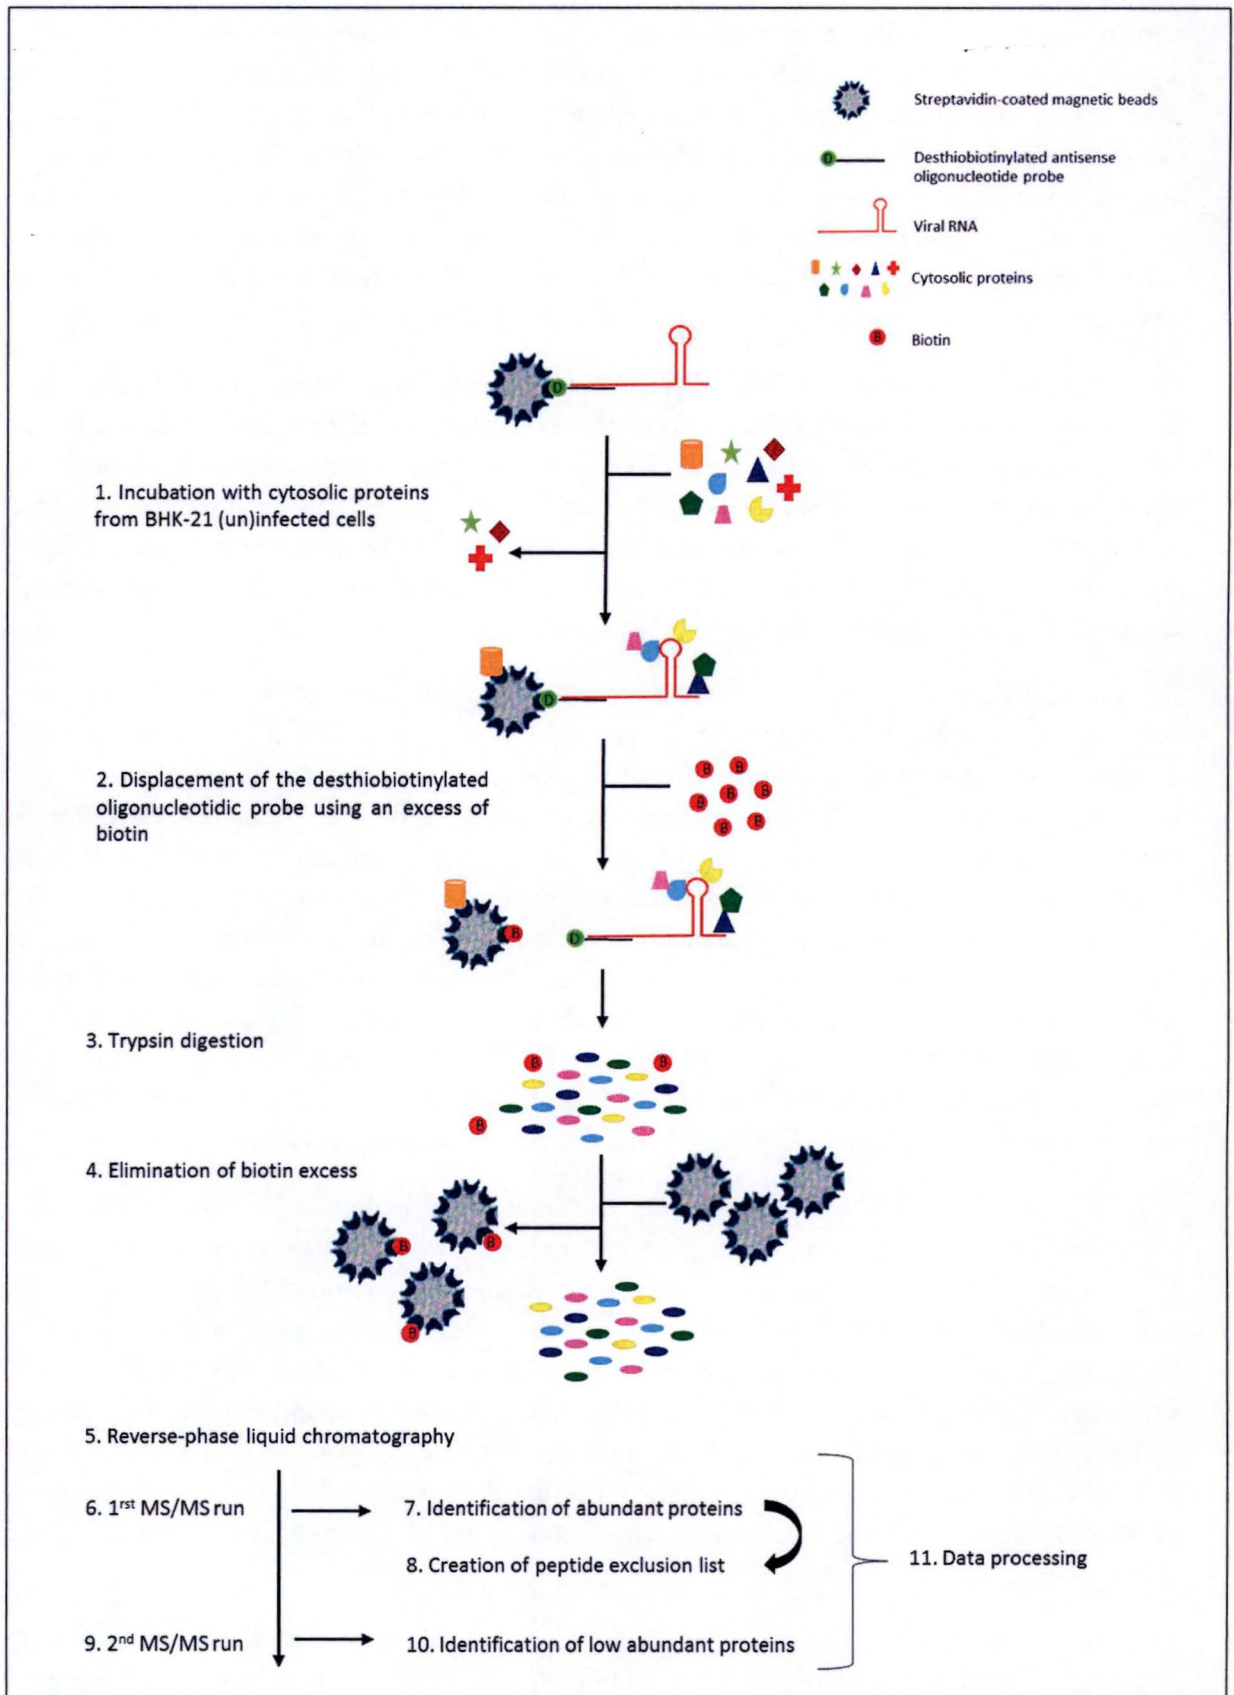 Streptavidin-coated magnetic beads
D
Desthiobiotinylated antisense
oligonucleotide probe
Viral RNA
Cytosolic proteins
B
Biotin
D
1. Incubation with cytosolic proteins
from BHK-21 (un)infected cells
D
2. Displacement of the desthiobiotinylated
oligonucleotidic probe using an excess of
biotin
B B
B B B
B B
B
D
3. Trypsin digestion
B B
B
4. Elimination of biotin excess
B
B
B
5. Reverse-phase liquid chromatography
6. 1rst MS/MS run
7. Identification of abundant proteins
8. Creation of peptide exclusion list
11. Data processing
9. 2nd MS/MS run
10. Identification of low abundant proteins